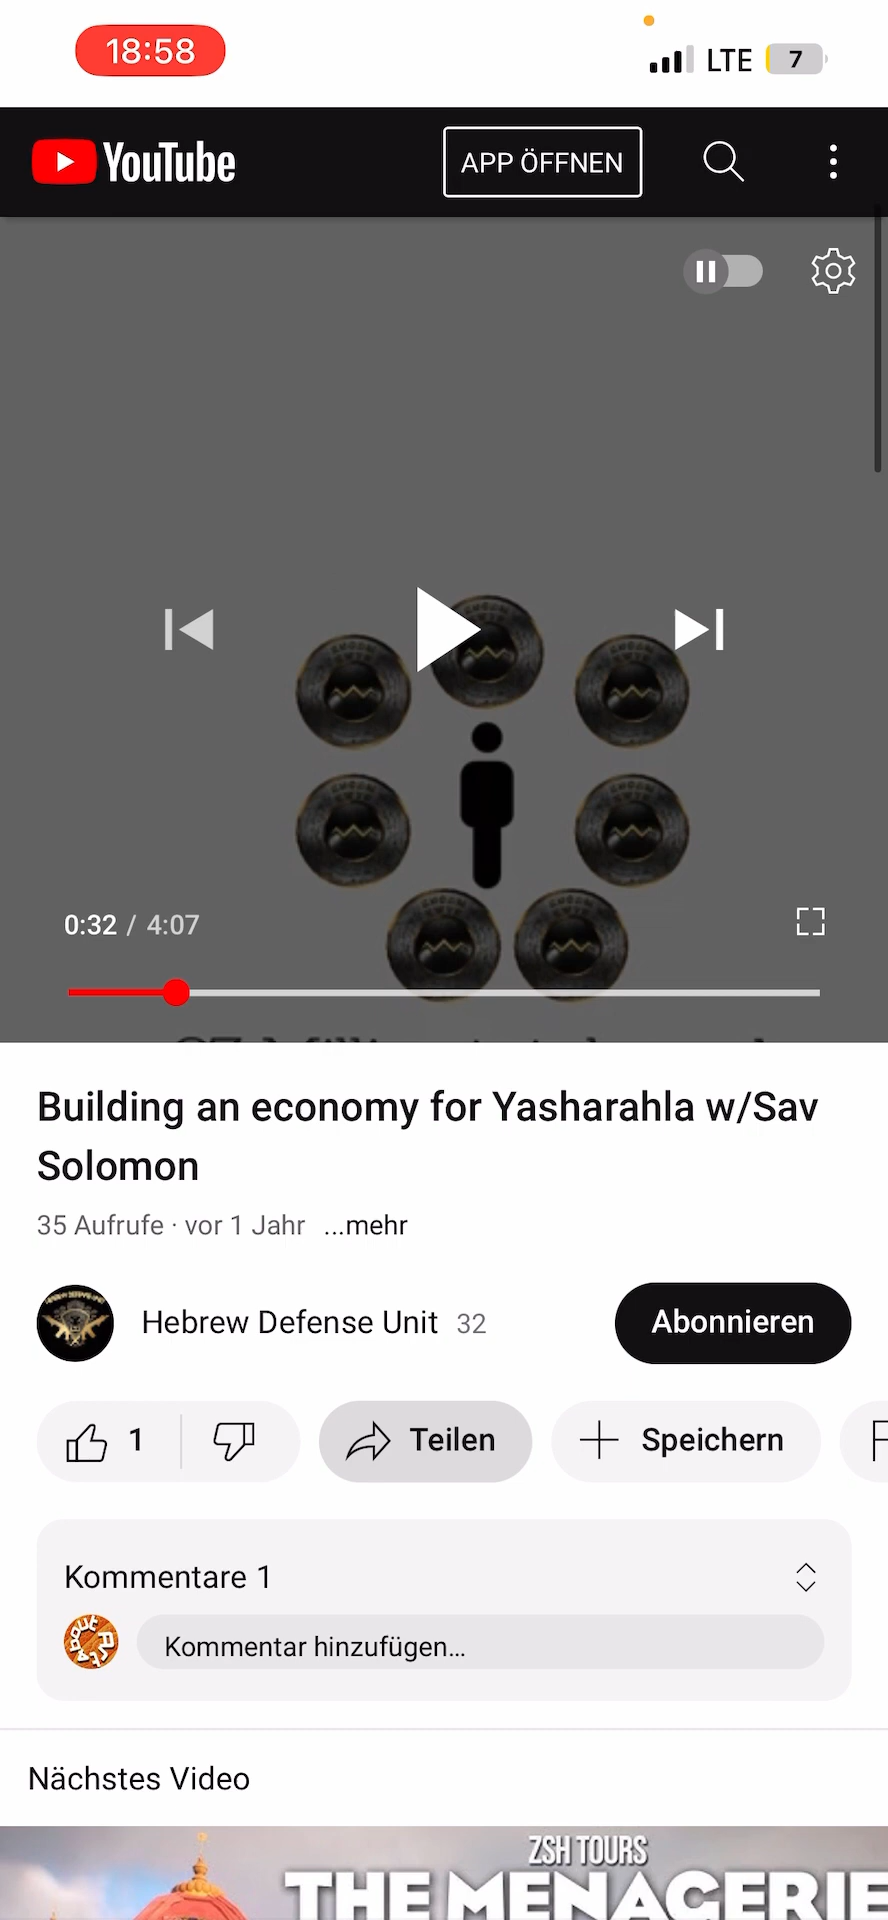 18:58
LTE 7
YouTube
APP ÖFFNEN
0:32 / 4:07
Building an economy for Yasharahla w/Sav
Solomon
35 Aufrufe · vor 1 Jahr ...mehr
Hebrew Defense Unit 32
Abonnieren
1
Teilen
Speichern
Kommentare 1
Kommentar hinzufügen...
Nächstes Video
ZSH TOURS
THE MENAGERIE